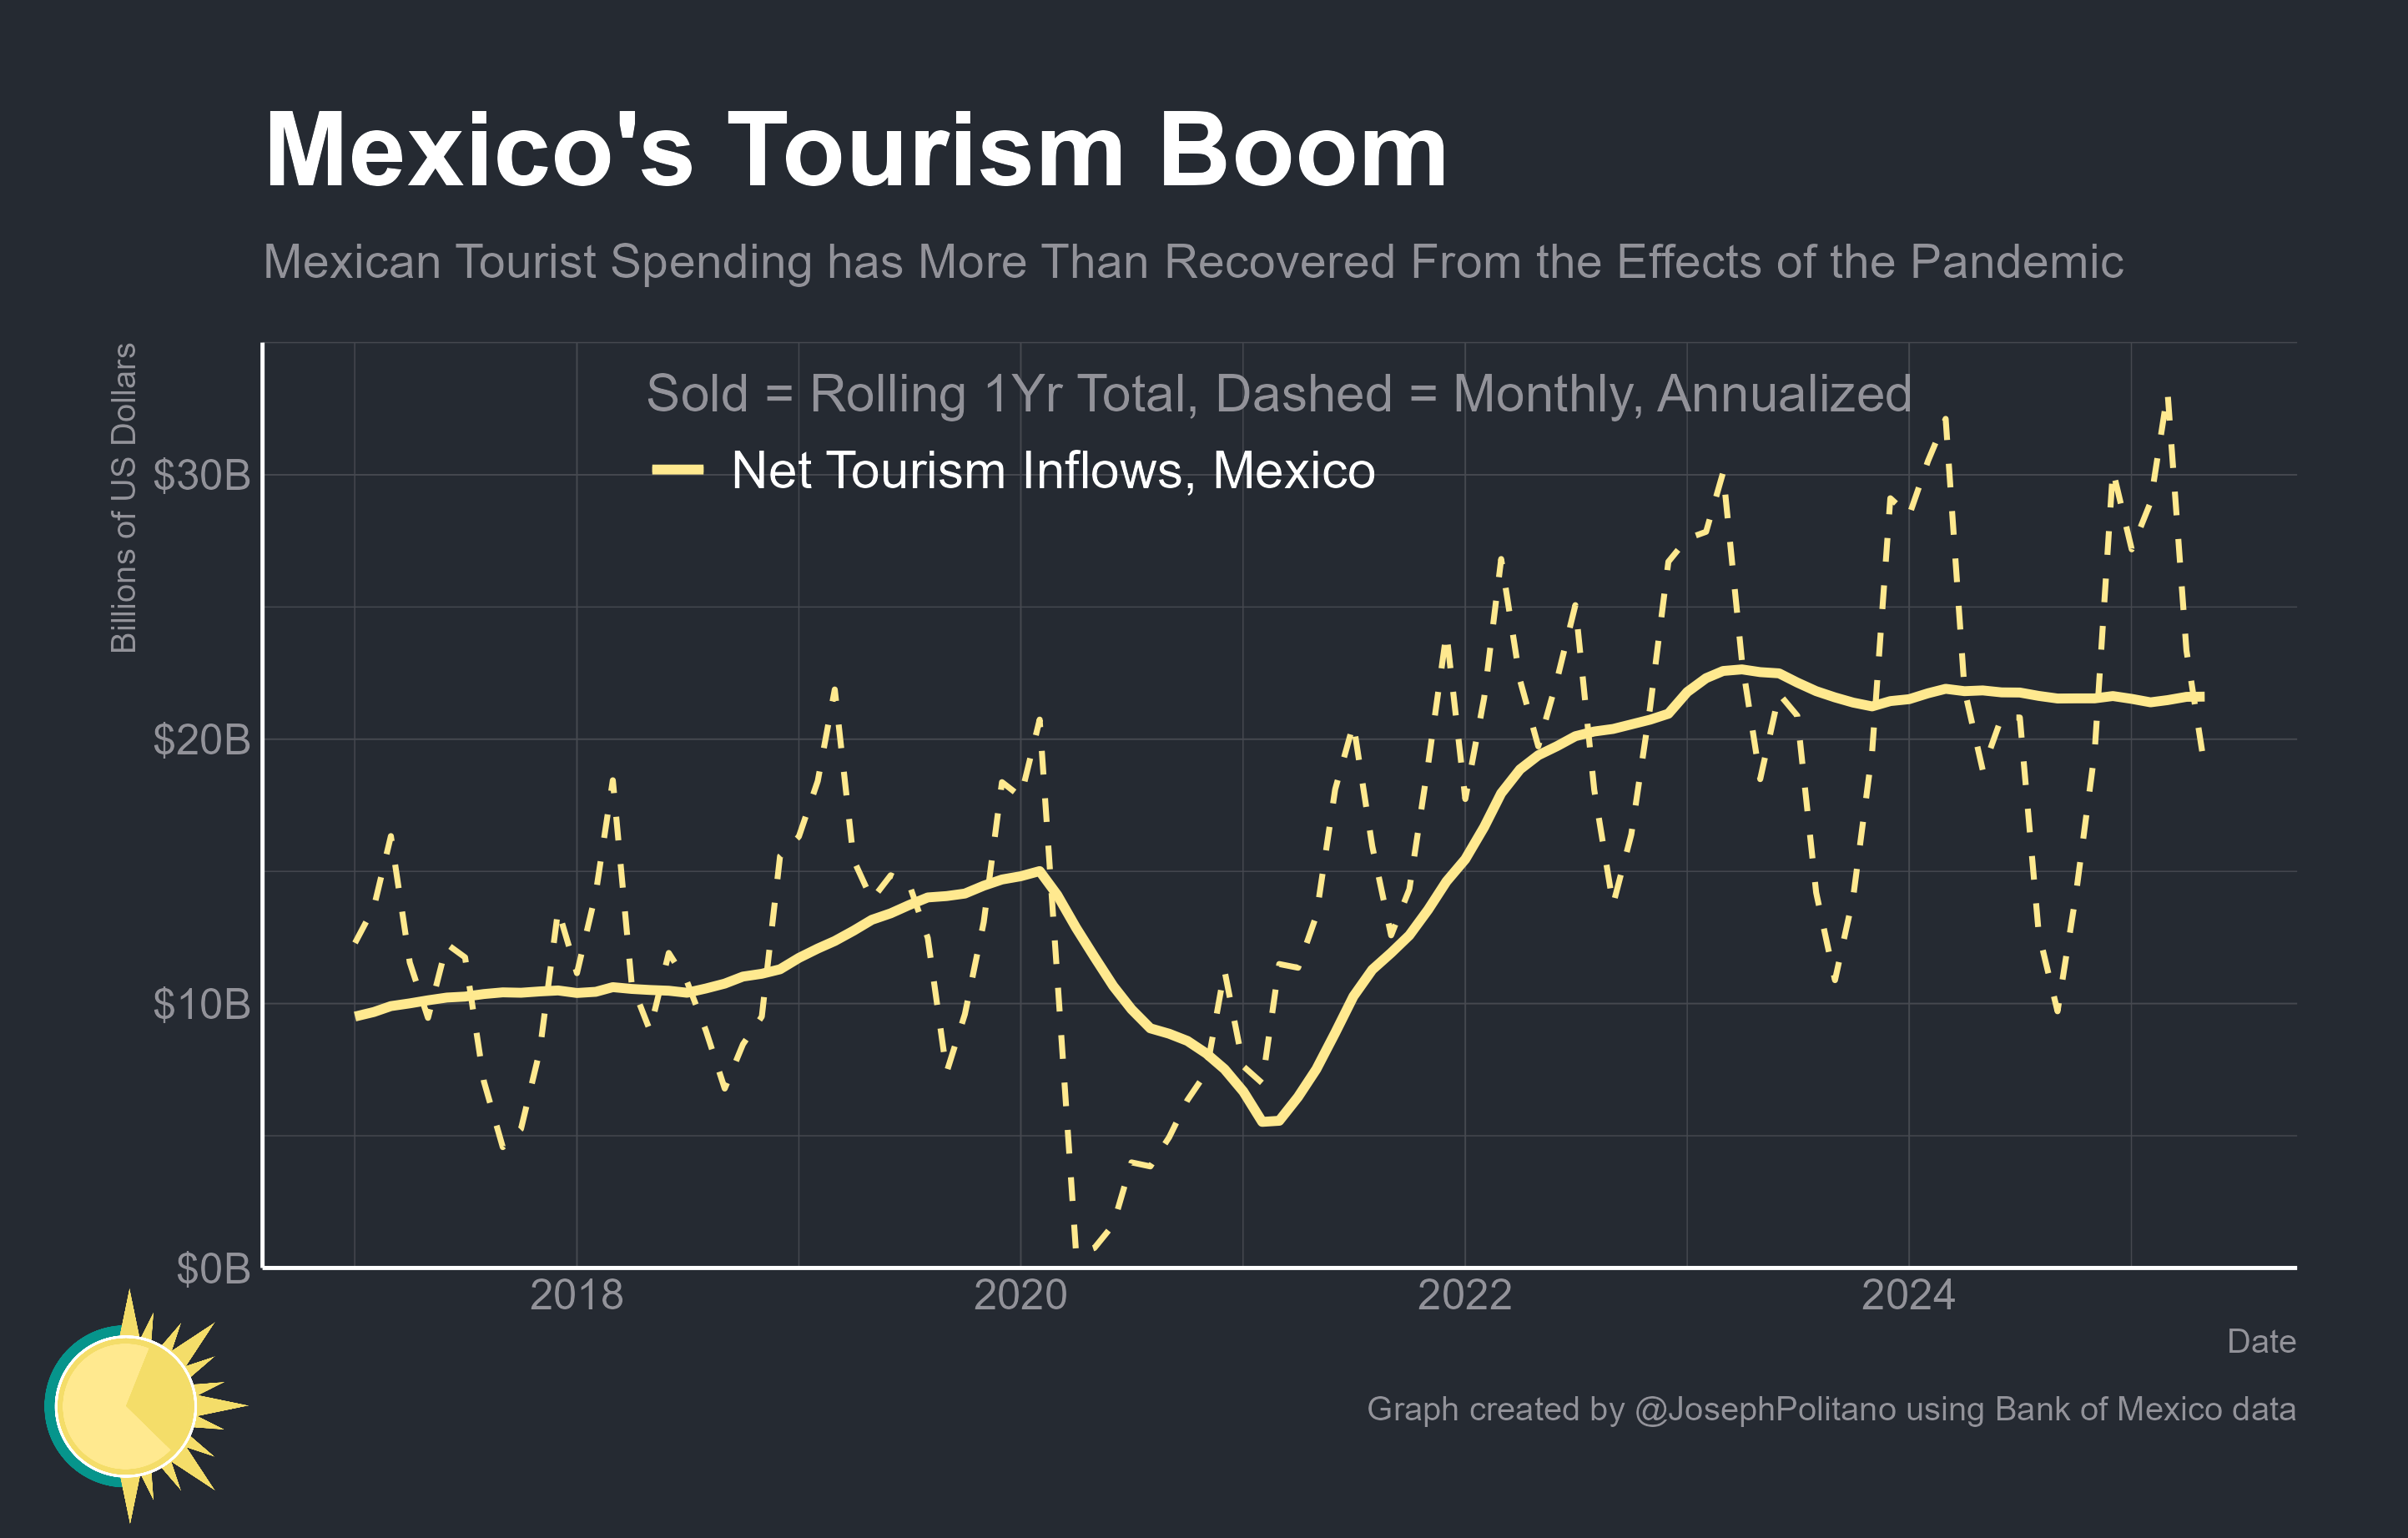 Mexico's Tourism Boom
Mexican Tourist Spending has More Than Recovered From the Effects of the Pandemic
Billions of US Dollars
Sold = Rolling 1Yr Total, Dashed = Monthly, Annualized
Net Tourism Inflows, Mexico
$30B
$20B
$10B
$0B
2018 2020 2022 2024
Date
Graph created by @JosephPolitano using Bank of Mexico data